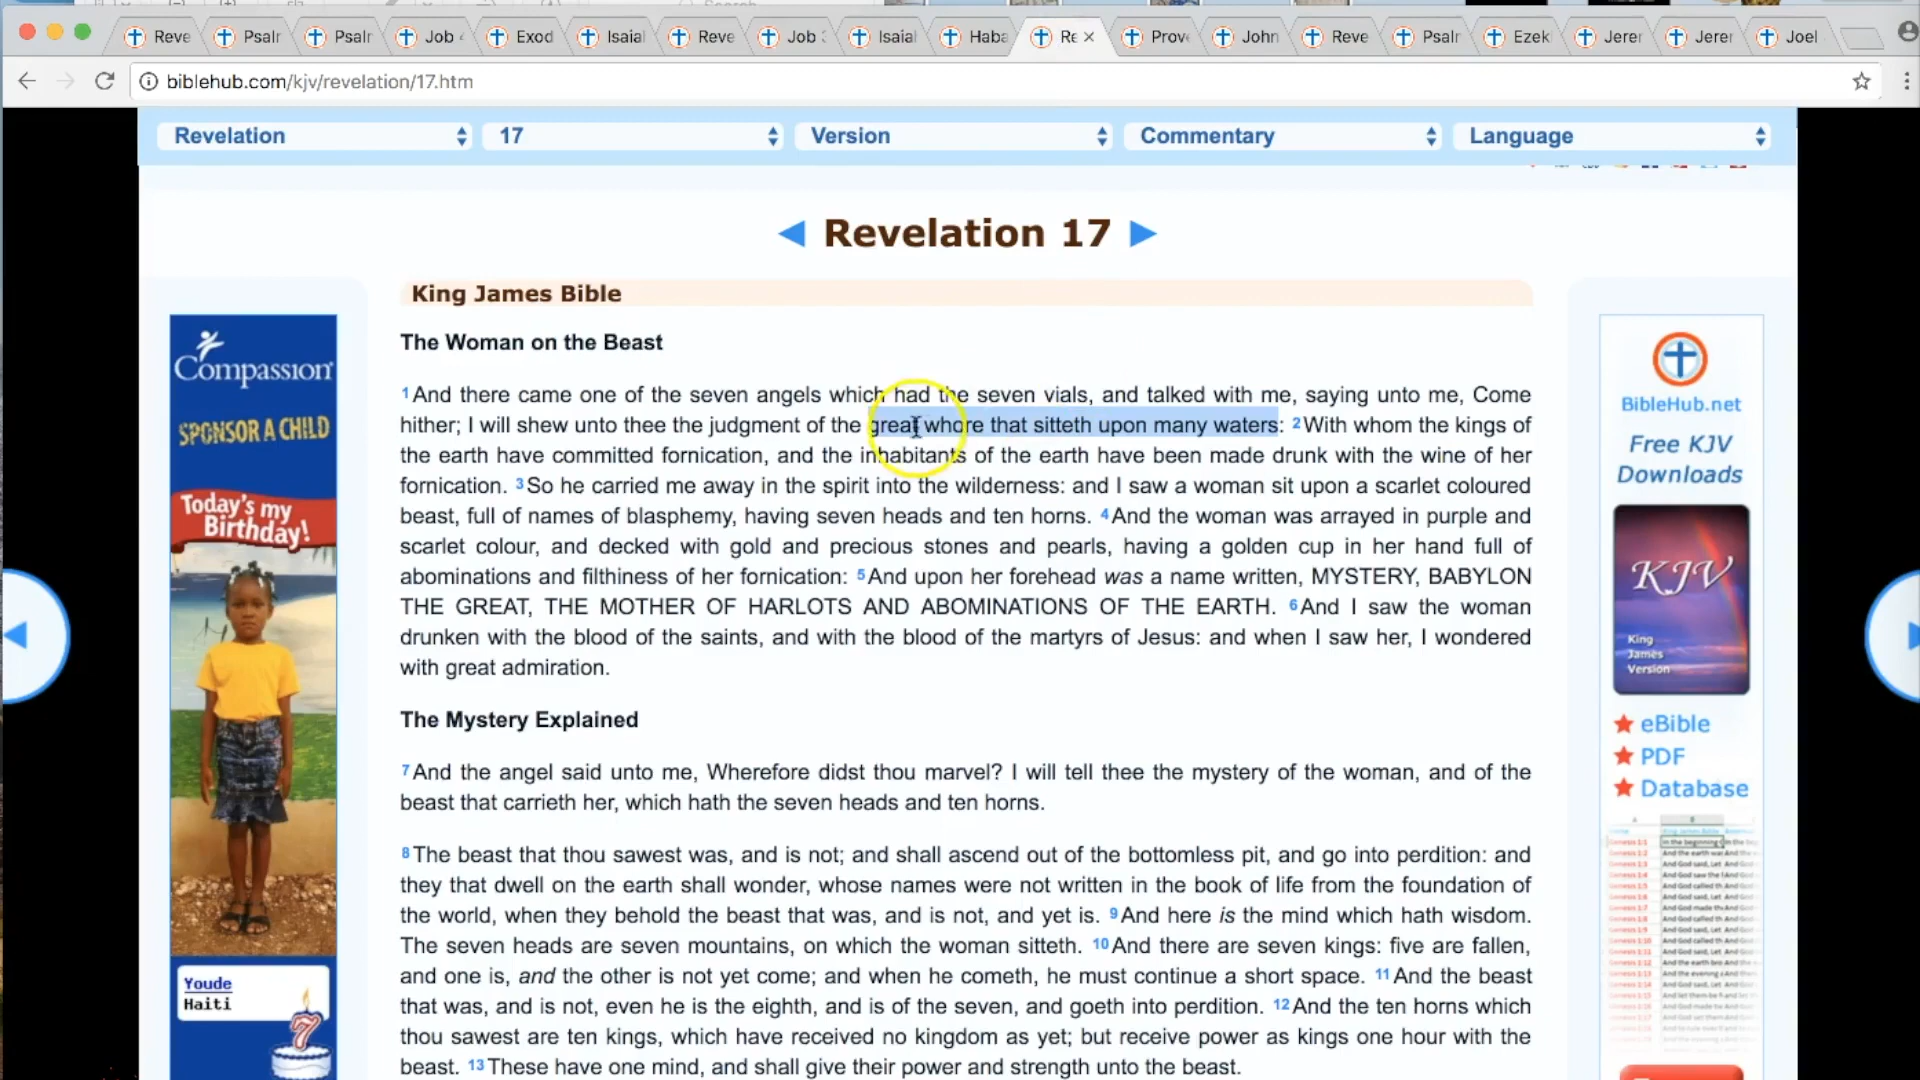 Search
Reve
Psalr
Psalr
Job 4
Exod
Isaial
Reve
Job 3
Isaial
Haba
Re
Prov
John
Reve
Psalr
Ezek
Jerer
Jerer
Joel
biblehub.com/kjv/revelation/17.htm
Revelation
17
Version
Commentary
Language
Revelation 17
King James Bible
The Woman on the Beast
1And there came one of the seven angels which had the seven vials, and talked with me, saying unto me, Come
hither; I will shew unto thee the judgment of the great whore that sitteth upon many waters: 2With whom the kings of
the earth have committed fornication, and the inhabitants of the earth have been made drunk with the wine of her
fornication. 3So he carried me away in the spirit into the wilderness: and I saw a woman sit upon a scarlet coloured
beast, full of names of blasphemy, having seven heads and ten horns. 4And the woman was arrayed in purple and
scarlet colour, and decked with gold and precious stones and pearls, having a golden cup in her hand full of
abominations and filthiness of her fornication: 5And upon her forehead was a name written, MYSTERY, BABYLON
THE GREAT, THE MOTHER OF HARLOTS AND ABOMINATIONS OF THE EARTH. 6And I saw the woman
drunken with the blood of the saints, and with the blood of the martyrs of Jesus: and when I saw her, I wondered
with great admiration.
The Mystery Explained
7And the angel said unto me, Wherefore didst thou marvel? I will tell thee the mystery of the woman, and of the
beast that carrieth her, which hath the seven heads and ten horns.
8The beast that thou sawest was, and is not; and shall ascend out of the bottomless pit, and go into perdition: and
they that dwell on the earth shall wonder, whose names were not written in the book of life from the foundation of
the world, when they behold the beast that was, and is not, and yet is. 9And here is the mind which hath wisdom.
The seven heads are seven mountains, on which the woman sitteth. 10And there are seven kings: five are fallen,
and one is, and the other is not yet come; and when he cometh, he must continue a short space. 11And the beast
that was, and is not, even he is the eighth, and is of the seven, and goeth into perdition. 12And the ten horns which
thou sawest are ten kings, which have received no kingdom as yet; but receive power as kings one hour with the
beast. 13These have one mind, and shall give their power and strength unto the beast.
Compassion
SPONSOR A CHILD
Today's my
Birthday!
Youde
Haiti
7
BibleHub.net
Free KJV
Downloads
KJV
King
James
Version
eBible
PDF
Database